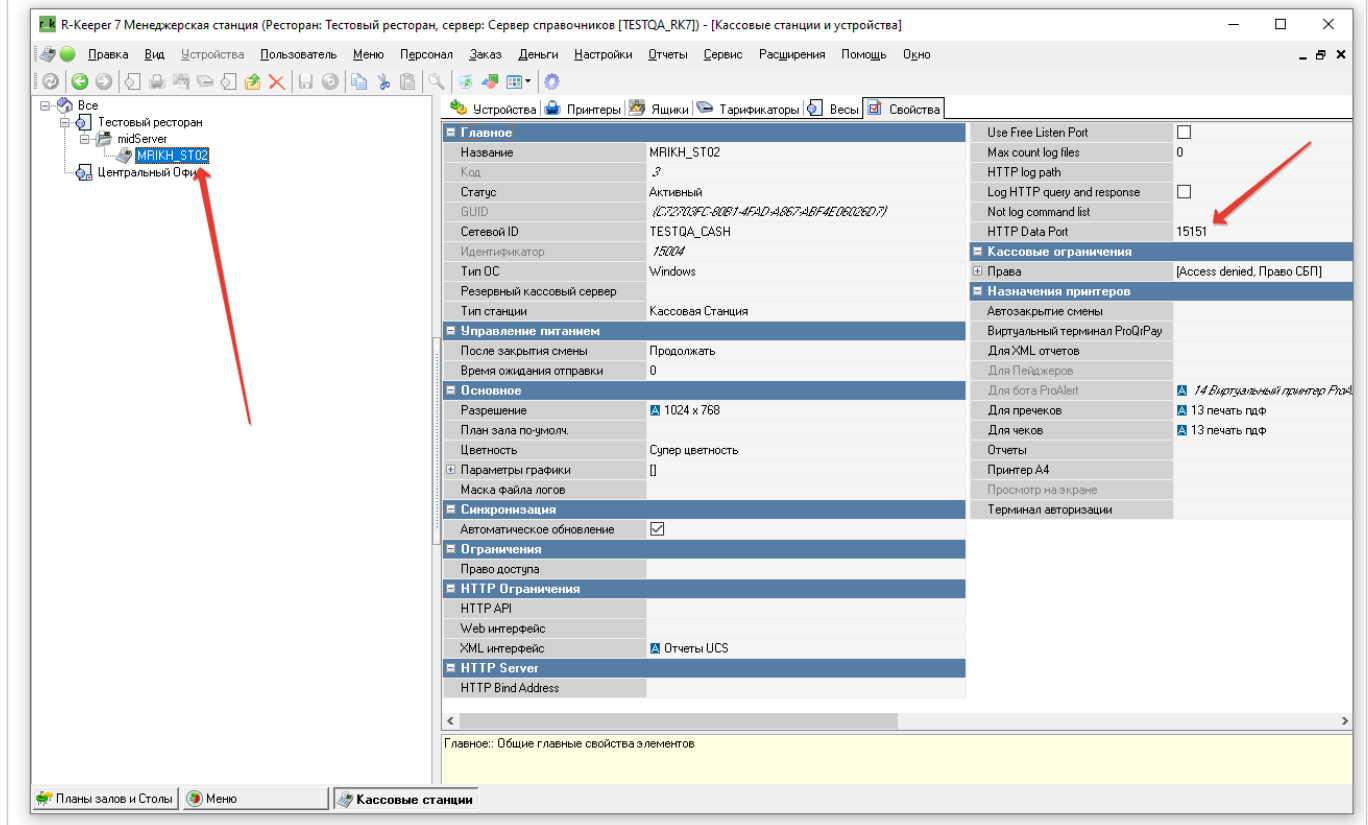 R-Keeper 7 Менеджерская станция (Ресторан: Тестовый ресторан, сервер: Сервер справочников [TESTQA_RK7]) - [Кассовые станции и устройства]
Правка Вид Устройства Пользователь Меню Персонал Заказ Деньги Настройки Отчеты Сервис Расширения Помощь Окно
Все
Тестовый ресторан
midServer
MRIKH_ST02
Центральный Офи
Устройства Принтеры Ящики Тарификаторы Весы Свойства
Главное
Название MRIKH_ST02
Код 3
Статус Активный
GUID {C72703FC-80B1-4FAD-A867-ABF4E06026D7}
Сетевой ID TESTQA_CASH
Идентификатор 15004
Тип ОС Windows
Резервный кассовый сервер
Тип станции Кассовая Станция
Управление питанием
После закрытия смены Продолжать
Время ожидания отправки 0
Основное
Разрешение 1024 x 768
План зала по-умолч.
Цветность Супер цветность
Параметры графики []
Маска файла логов
Синхронизация
Автоматическое обновление
Ограничения
Право доступа
HTTP Ограничения
HTTP API
Web интерфейс
XML интерфейс Отчеты UCS
HTTP Server
HTTP Bind Address
Use Free Listen Port
Max count log files 0
HTTP log path
Log HTTP query and response
Not log command list
HTTP Data Port 15151
Кассовые ограничения
Права [Access denied, Право СБП]
Назначения принтеров
Автозакрытие смены
Виртуальный терминал ProQrPay
Для XML отчетов
Для Пейджеров
Для бота ProAlert 14 Виртуальный принтер ProAL
Для пречеков 13 печать пдф
Для чеков 13 печать пдф
Отчеты
Принтер А4
Просмотр на экране
Терминал авторизации
Главное:: Общие главные свойства элементов
Планы залов и Столы Меню Кассовые станции